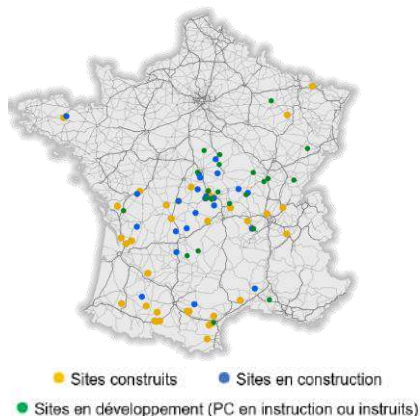 Sites construits
Sites en construction
Sites en développement (PC en instruction ou instruits)